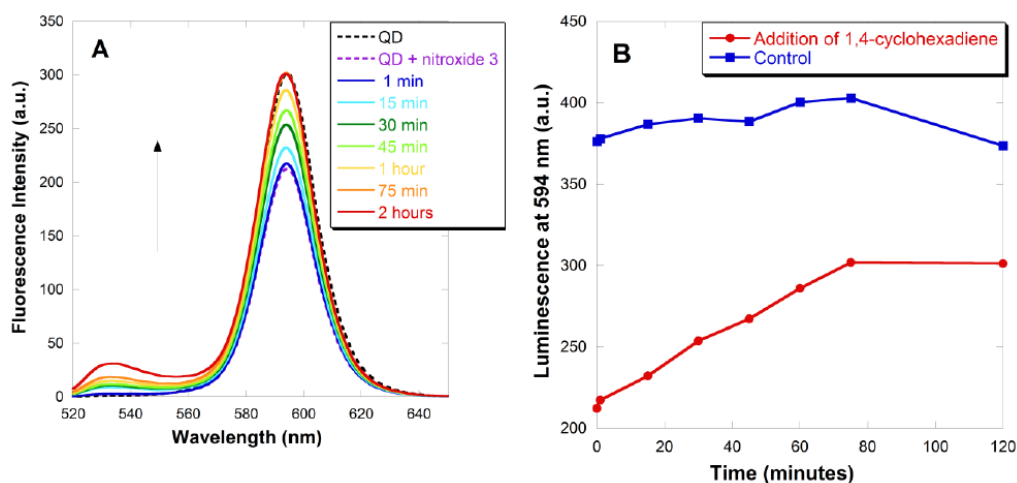 A
Fluorescence Intensity (a.u.)
350
300
250
200
150
100
50
0
520
540
560
580
600
620
640
Wavelength (nm)
QD
QD + nitroxide 3
1 min
15 min
30 min
45 min
1 hour
75 min
2 hours
B
Luminescence at 594 nm (a.u.)
450
400
350
300
250
200
0
20
40
60
80
100
120
Time (minutes)
Addition of 1,4-cyclohexadiene
Control